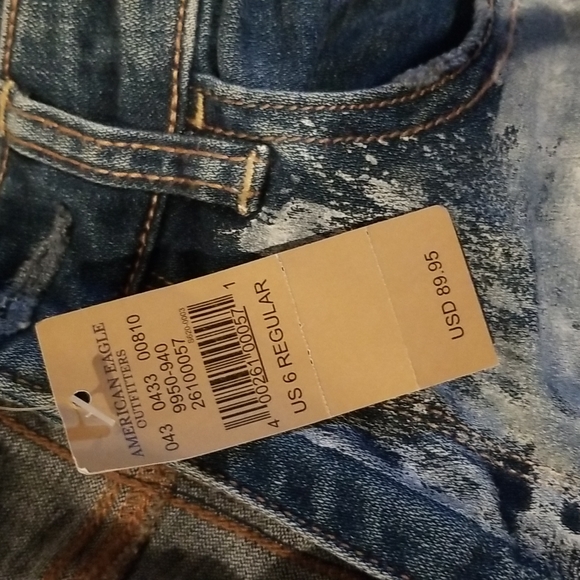 AMERICAN EAGLE
OUTFITTERS
043 0433 00810
9950-940
26100057
4 00261 00057 1
US 6 REGULAR
USD 89.95